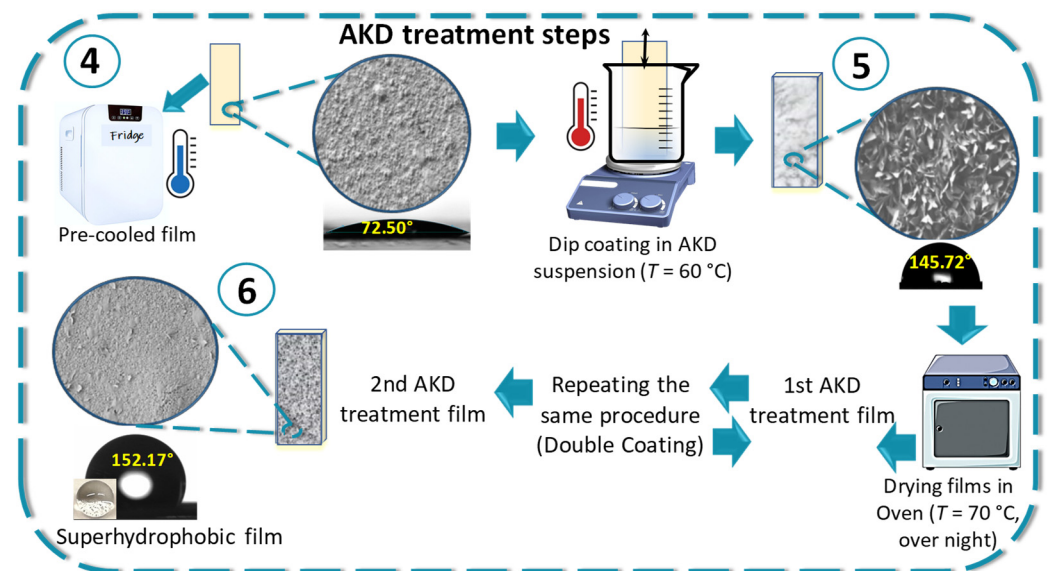 AKD treatment steps
4
Fridge
Pre-cooled film
72.50°
Dip coating in AKD
suspension (T = 60 °C)
5
145.72°
6
152.17°
Superhydrophobic film
2nd AKD
treatment film
Repeating the
same procedure
(Double Coating)
1st AKD
treatment film
Drying films in
Oven (T = 70 °C,
over night)